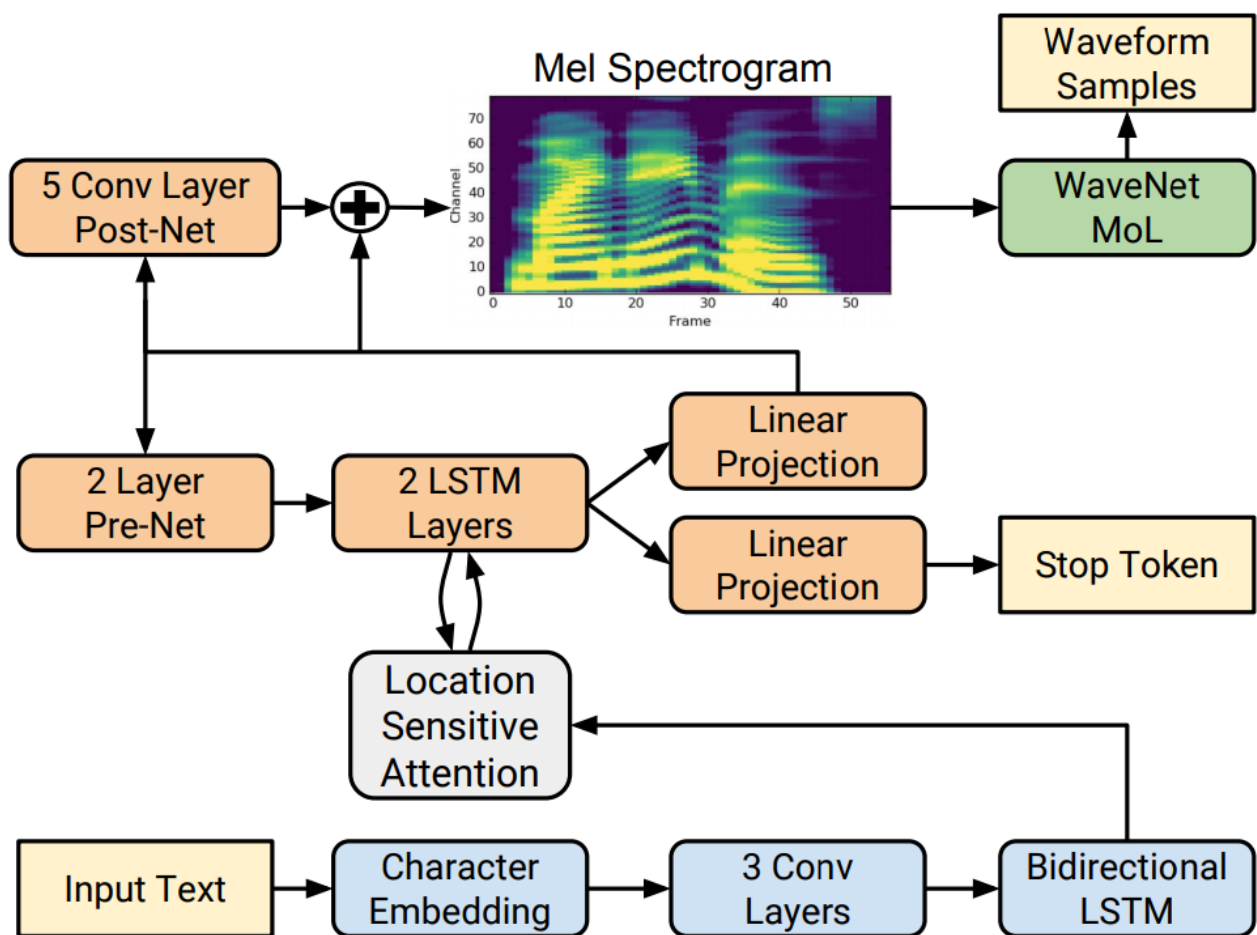 Waveform
Samples
Mel Spectrogram
70
60
50
40
30
20
10
0
Channel
0 10 20 30 40 50
Frame
5 Conv Layer
Post-Net
WaveNet
MoL
Linear
Projection
2 Layer
Pre-Net
2 LSTM
Layers
Linear
Projection
Stop Token
Location
Sensitive
Attention
Input Text
Character
Embedding
3 Conv
Layers
Bidirectional
LSTM